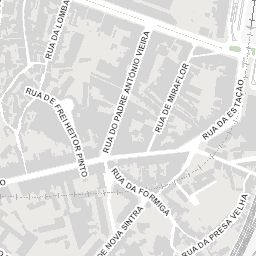 RUA DA LOMBA
RUA DO PADRE ANTÓNIO VIEIRA
RUA DE MIRAFLOR
RUA DE FREI HEITOR PINTO
RUA DA ESTAÇÃO
RUA DA FORMIGA
DE NOVA SINTRA
RUA DA PRESA VELHA